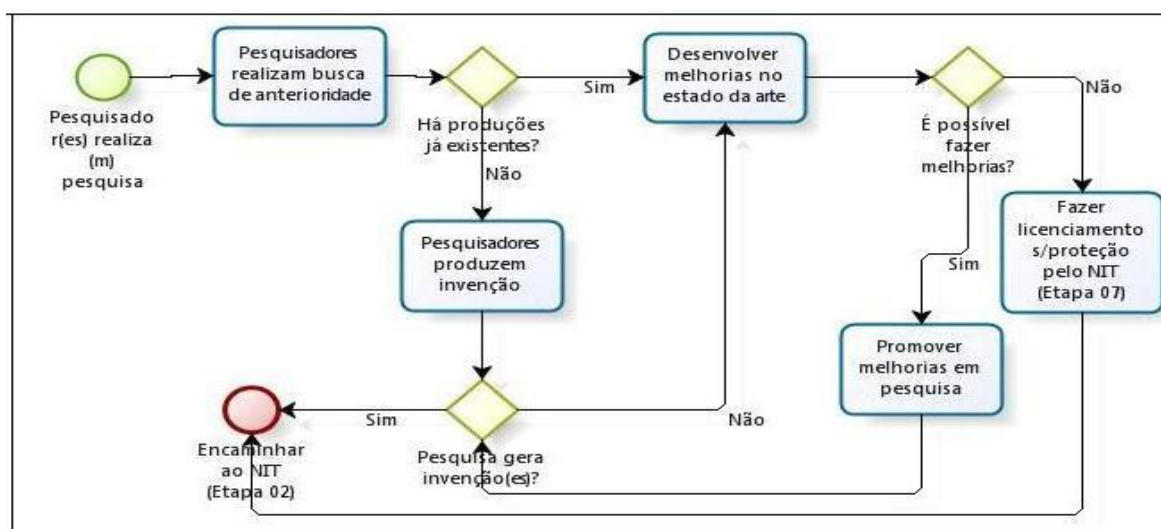 Pesquisado
r(es) realiza
(m)
pesquisa
Pesquisadores
realizam busca
de anterioridade
Há produções
já existentes?
Sim
Não
Desenvolver
melhorias no
estado da arte
É possível
fazer
melhorias?
Não
Sim
Fazer
licenciamento
s/proteção
pelo NIT
(Etapa 07)
Pesquisadores
produzem
invenção
Promover
melhorias em
pesquisa
Pesquisa gera
invenção(es)?
Sim
Não
Encaminhar
ao NIT
(Etapa 02)